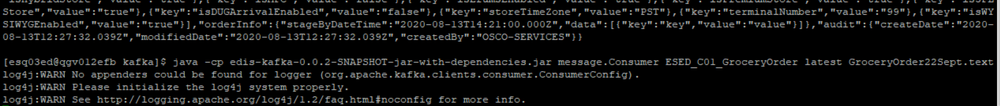 Store","value":"true"},{"key":"isDUGArrivalEnabled","value":"false"},{"key":"storeTimeZone","value":"PST"},{"key":"terminalNumber","value":"99"},{"key":"isWY
SIWYGEnabled","value":"true"}],"orderInfo":{"stageByDateTime":"2020-08-13T14:21:00.000Z","data":[{"key":"key","value":"value"}]},"audit":{"createDate":"2020-
08-13T12:27:32.039Z","modifiedDate":"2020-08-13T12:27:32.039Z","createdBy":"OSCO-SERVICES"}}
[esq03ed@qgv012efb kafka]$ java -cp edis-kafka-0.0.2-SNAPSHOT-jar-with-dependencies.jar message.Consumer ESED_C01_GroceryOrder latest GroceryOrder22Sept.text
log4j:WARN No appenders could be found for logger (org.apache.kafka.clients.consumer.ConsumerConfig).
log4j:WARN Please initialize the log4j system properly.
log4j:WARN See http://logging.apache.org/log4j/1.2/faq.html#noconfig for more info.